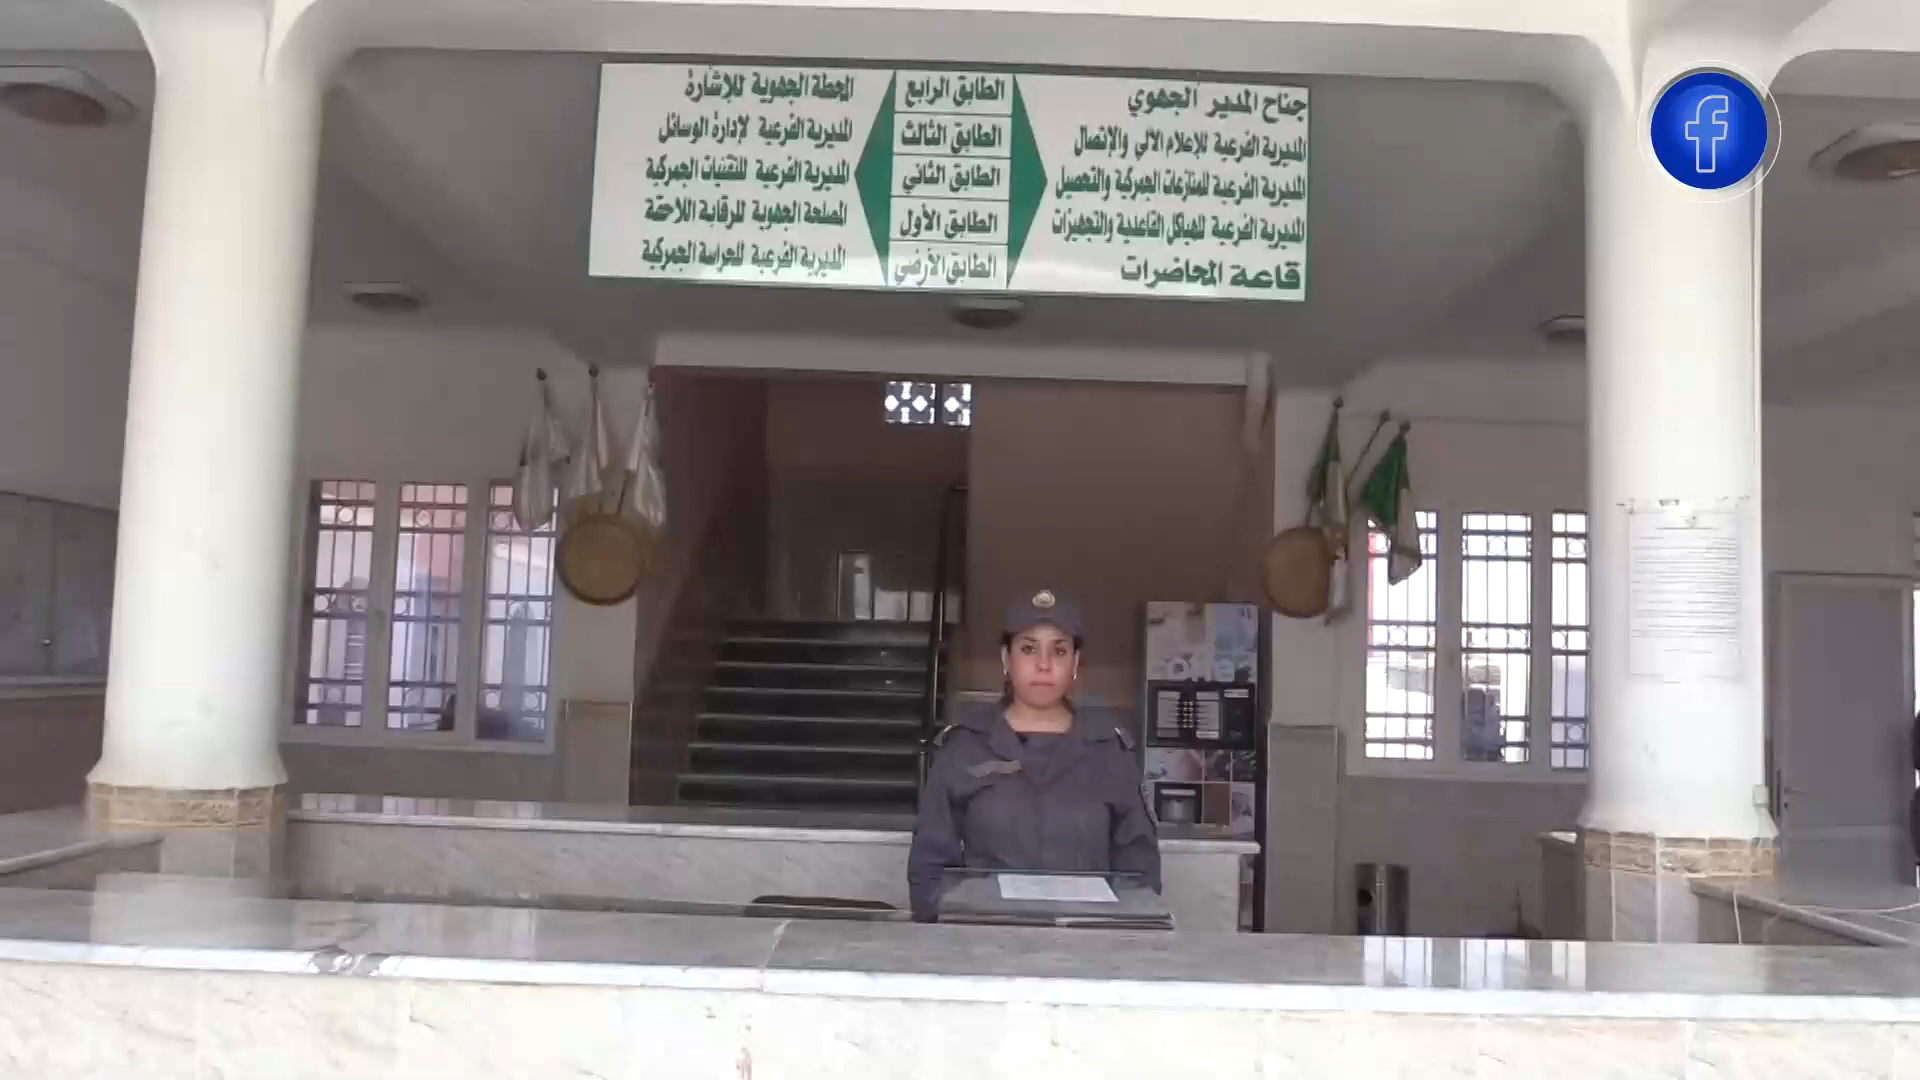 جناح المدير الجهوي
الطابق الرابع
المحطة الجهوية للإشارة
المديرية الفرعية للإعلام الآلي والإتصال
الطابق الثالث
المديرية الفرعية لإدارة الوسائل
المديرية الفرعية للمنازعات الجمركية والتحصيل
الطابق الثاني
المديرية الفرعية للتقنيات الجمركية
المديرية الفرعية للهياكل القاعدية والتجهيزات
الطابق الأول
المصلحة الجهوية للرقابة اللاحقة
قاعة المحاضرات
الطابق الأرضي
المديرية الفرعية للحراسة الجمركية
f